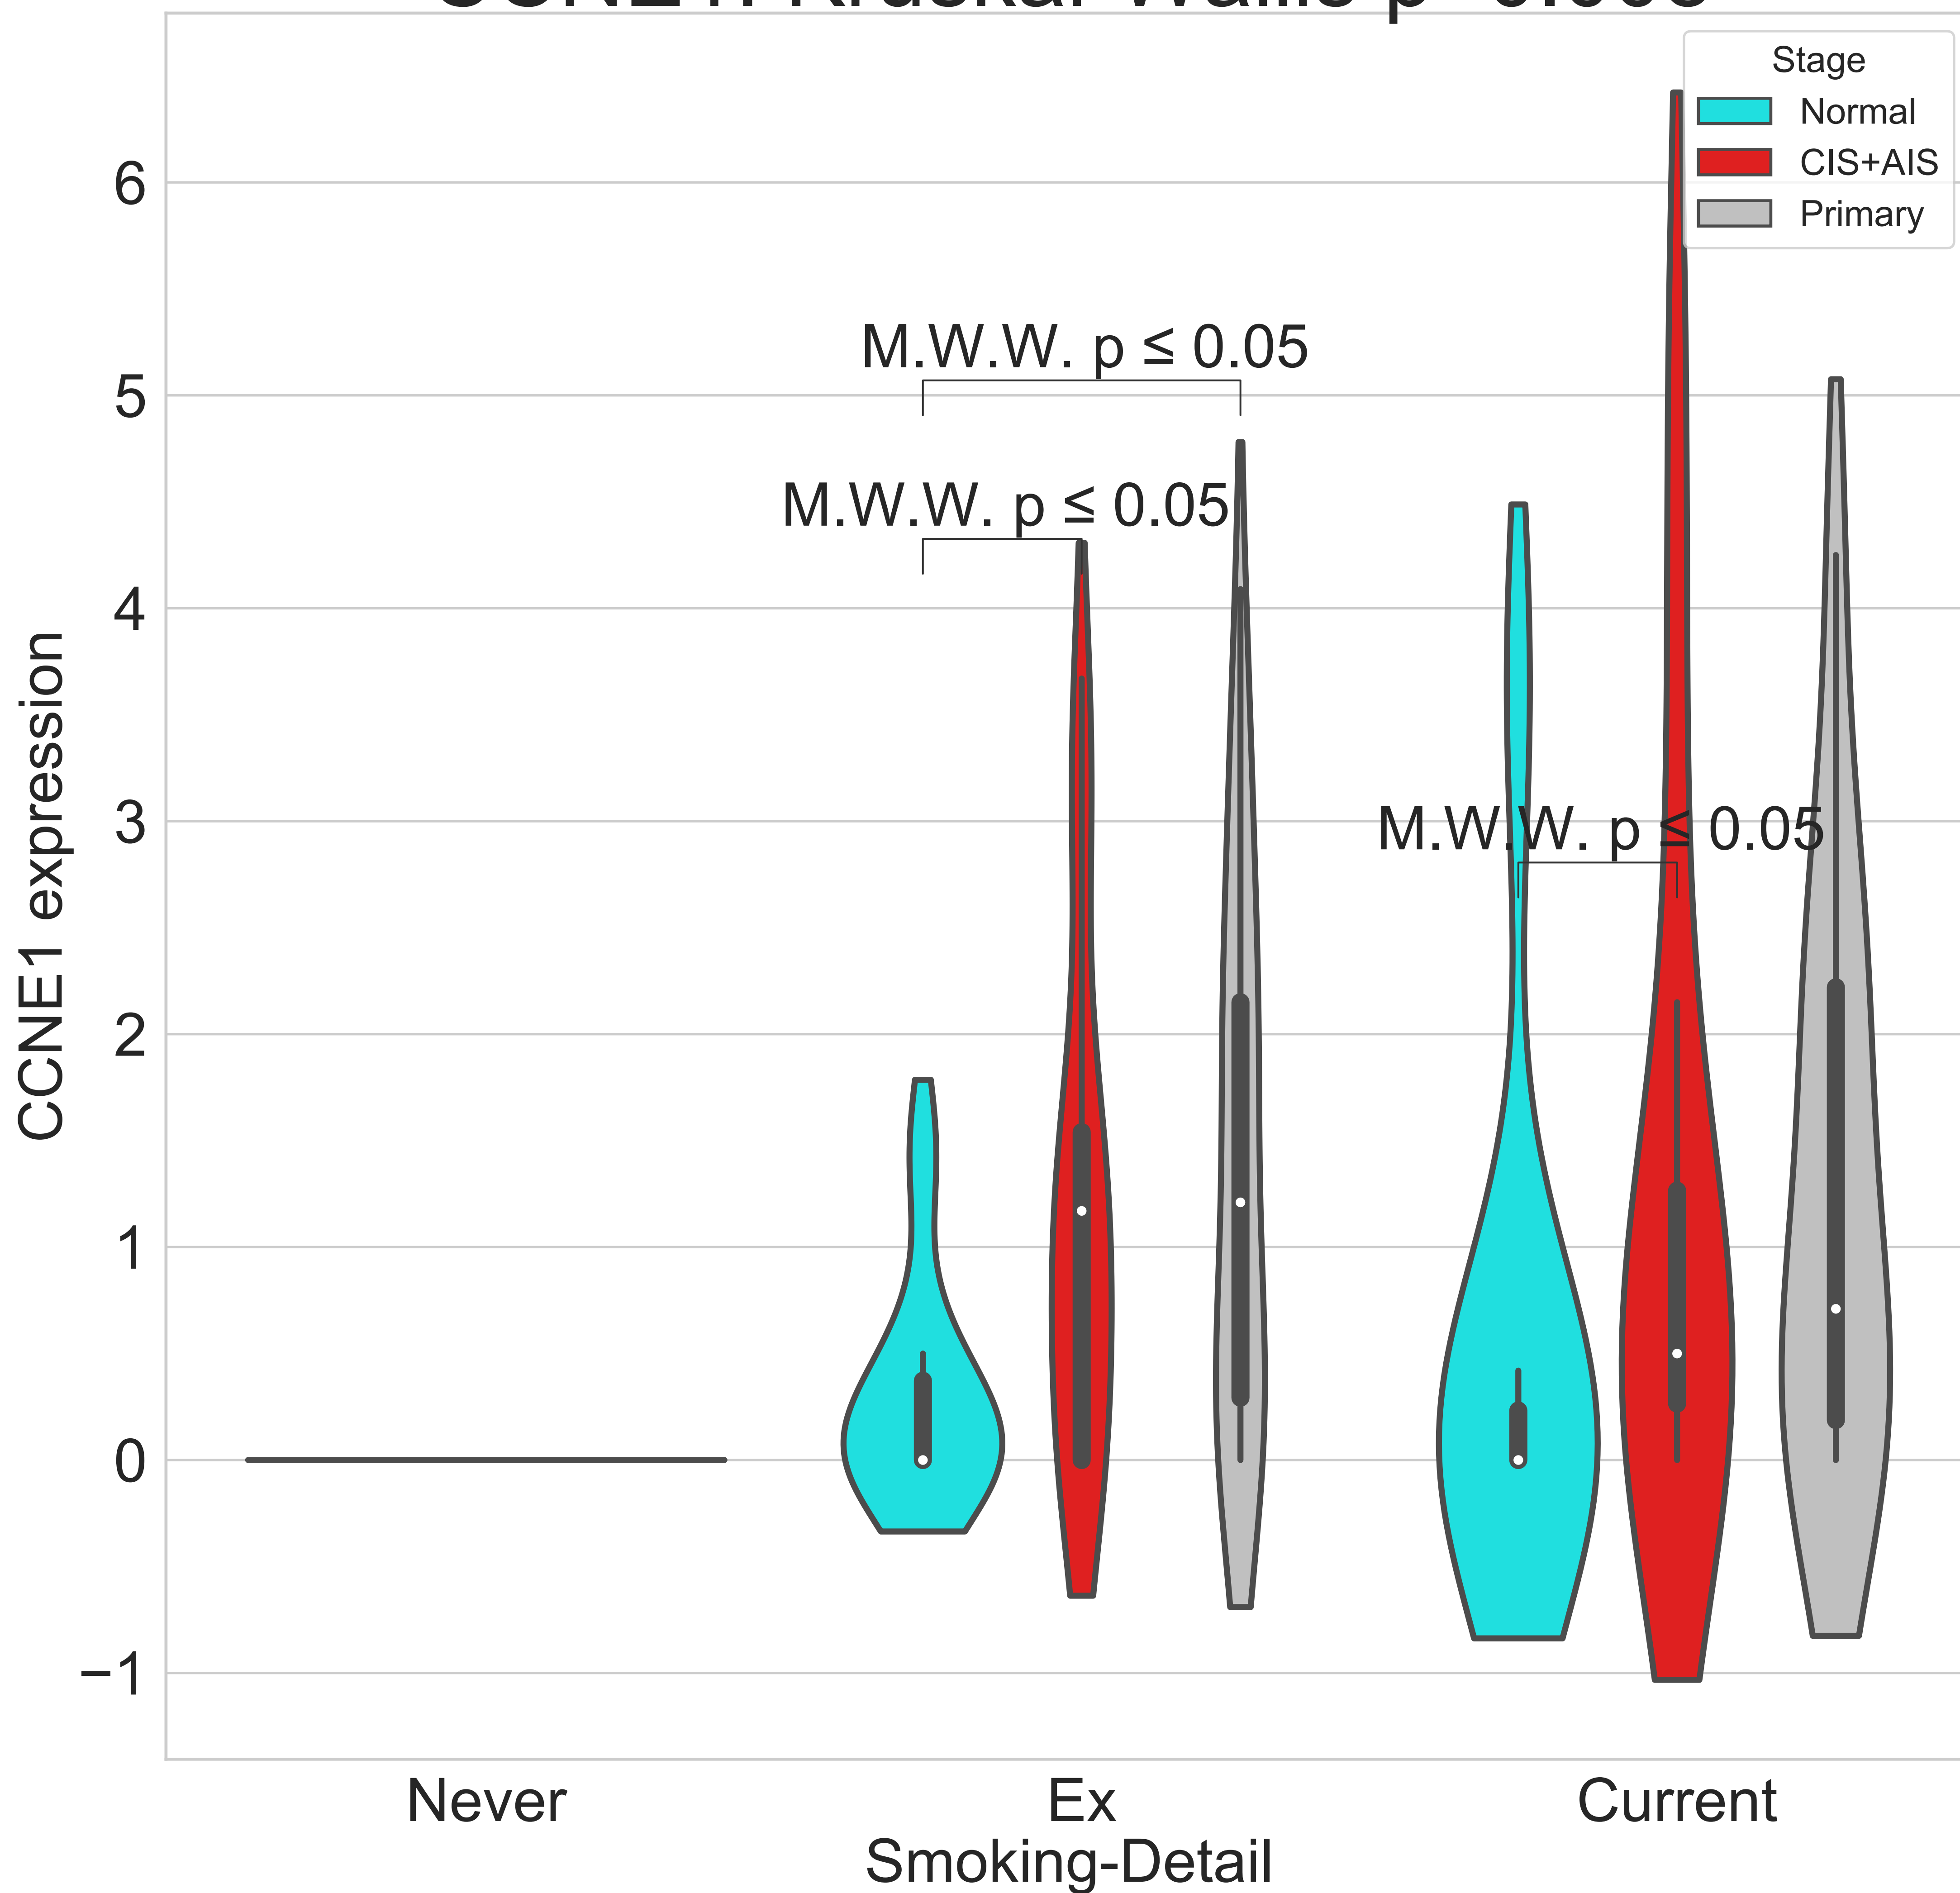 Stage
Normal
CIS+AIS
Primary
6
5
4
3
2
1
0
−1
CCNE1 expression
M.W.W. p ≤ 0.05
M.W.W. p ≤ 0.05
M.W.W. p ≤ 0.05
Never
Ex
Current
Smoking-Detail